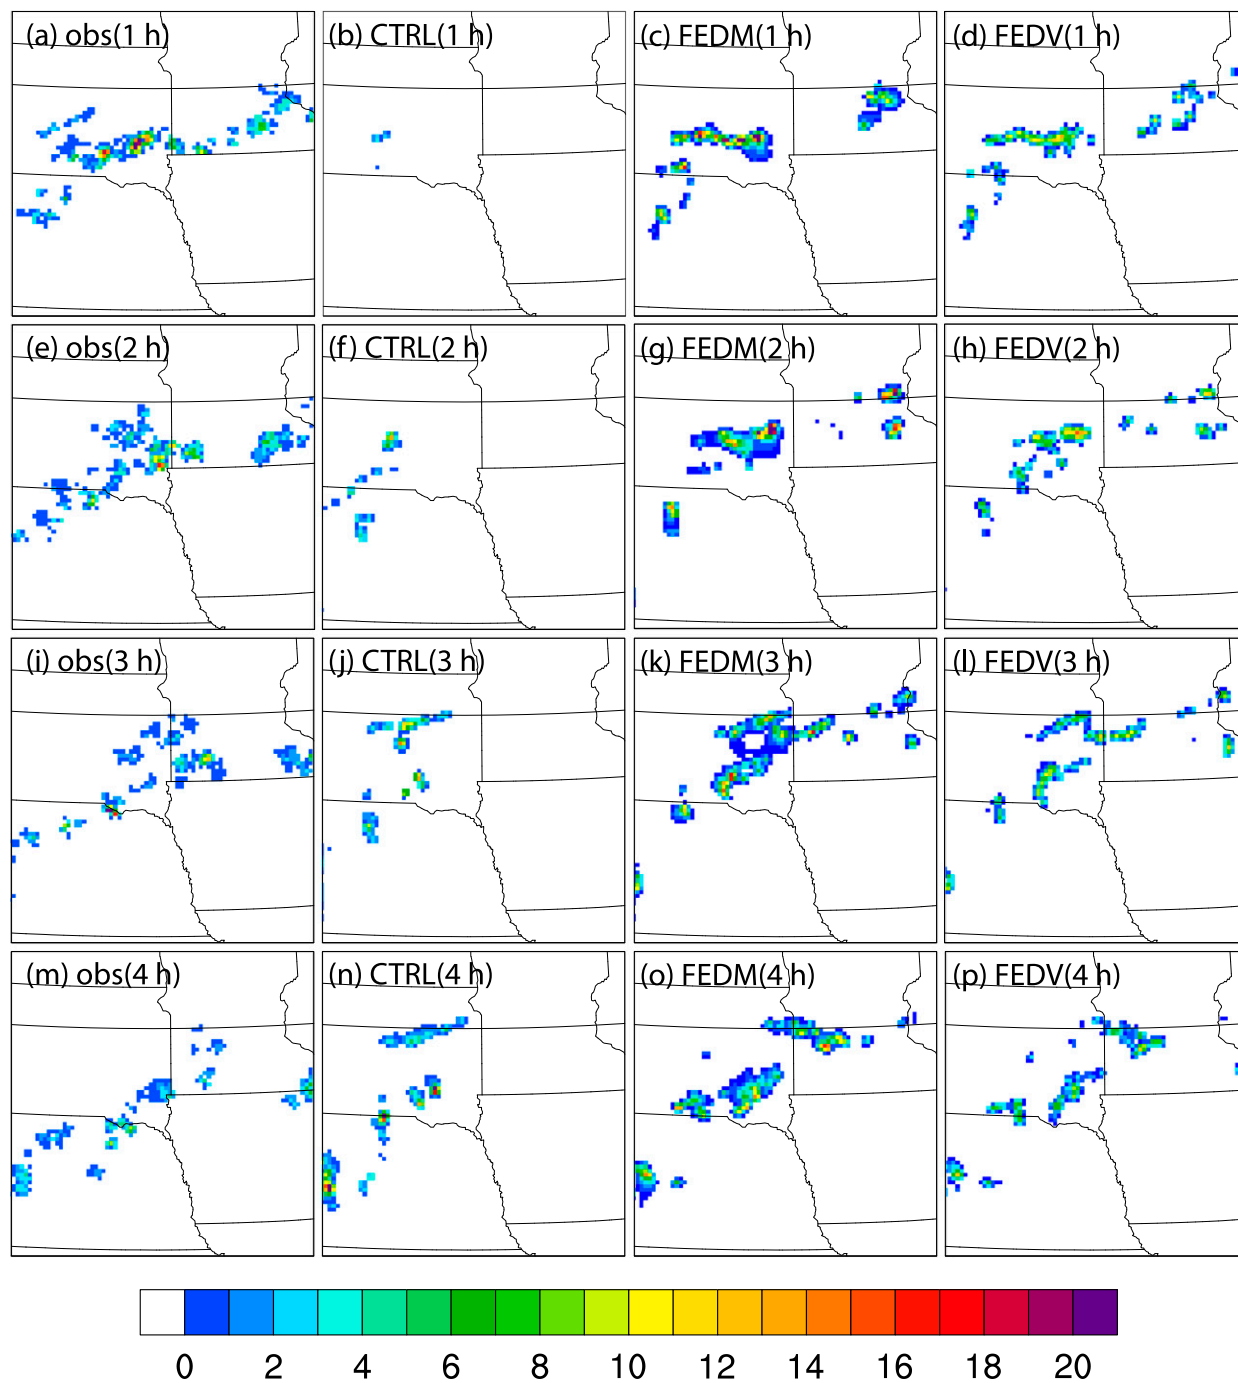 (a) obs(1 h) (b) CTRL(1 h) (c) FEDM(1 h) (d) FEDV(1 h)
(e) obs(2 h) (f) CTRL(2 h) (g) FEDM(2 h) (h) FEDV(2 h)
(i) obs(3 h) (j) CTRL(3 h) (k) FEDM(3 h) (l) FEDV(3 h)
(m) obs(4 h) (n) CTRL(4 h) (o) FEDM(4 h) (p) FEDV(4 h)
0 2 4 6 8 10 12 14 16 18 20